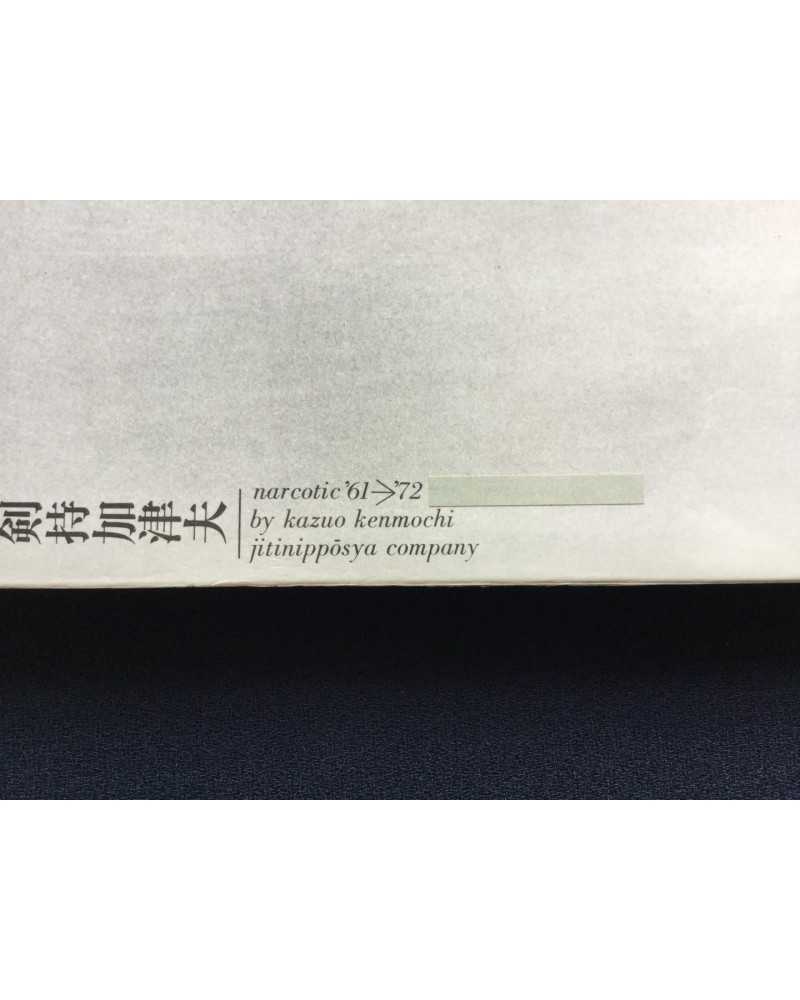 剣持加津夫
narcotic '61→'72
by kazuo kenmochi
jitinippōsya company